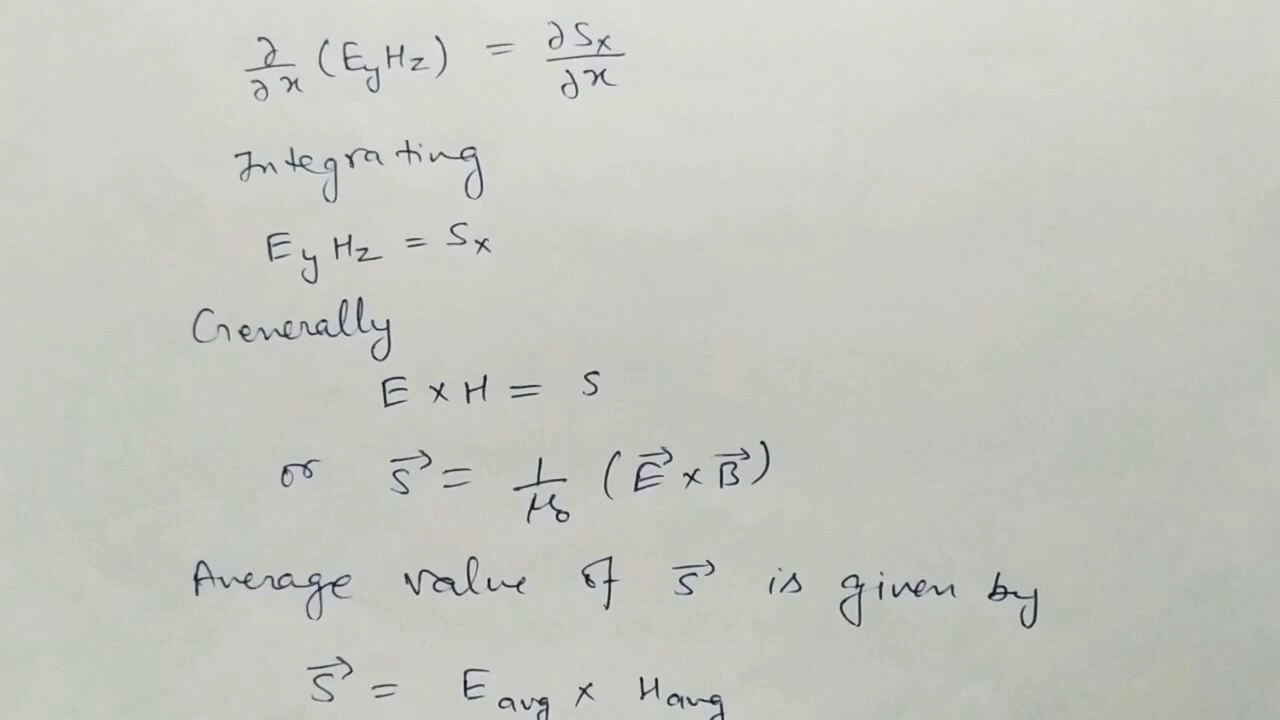 ∂/∂x (EyHz) = ∂Sx/∂x
Integrating
EyHz = Sx
Generally
E × H = S
or S⃗ = 1/μ₀ (E⃗ × B⃗)
Average value of S⃗ is given by
S⃗ = Eavg × Havg